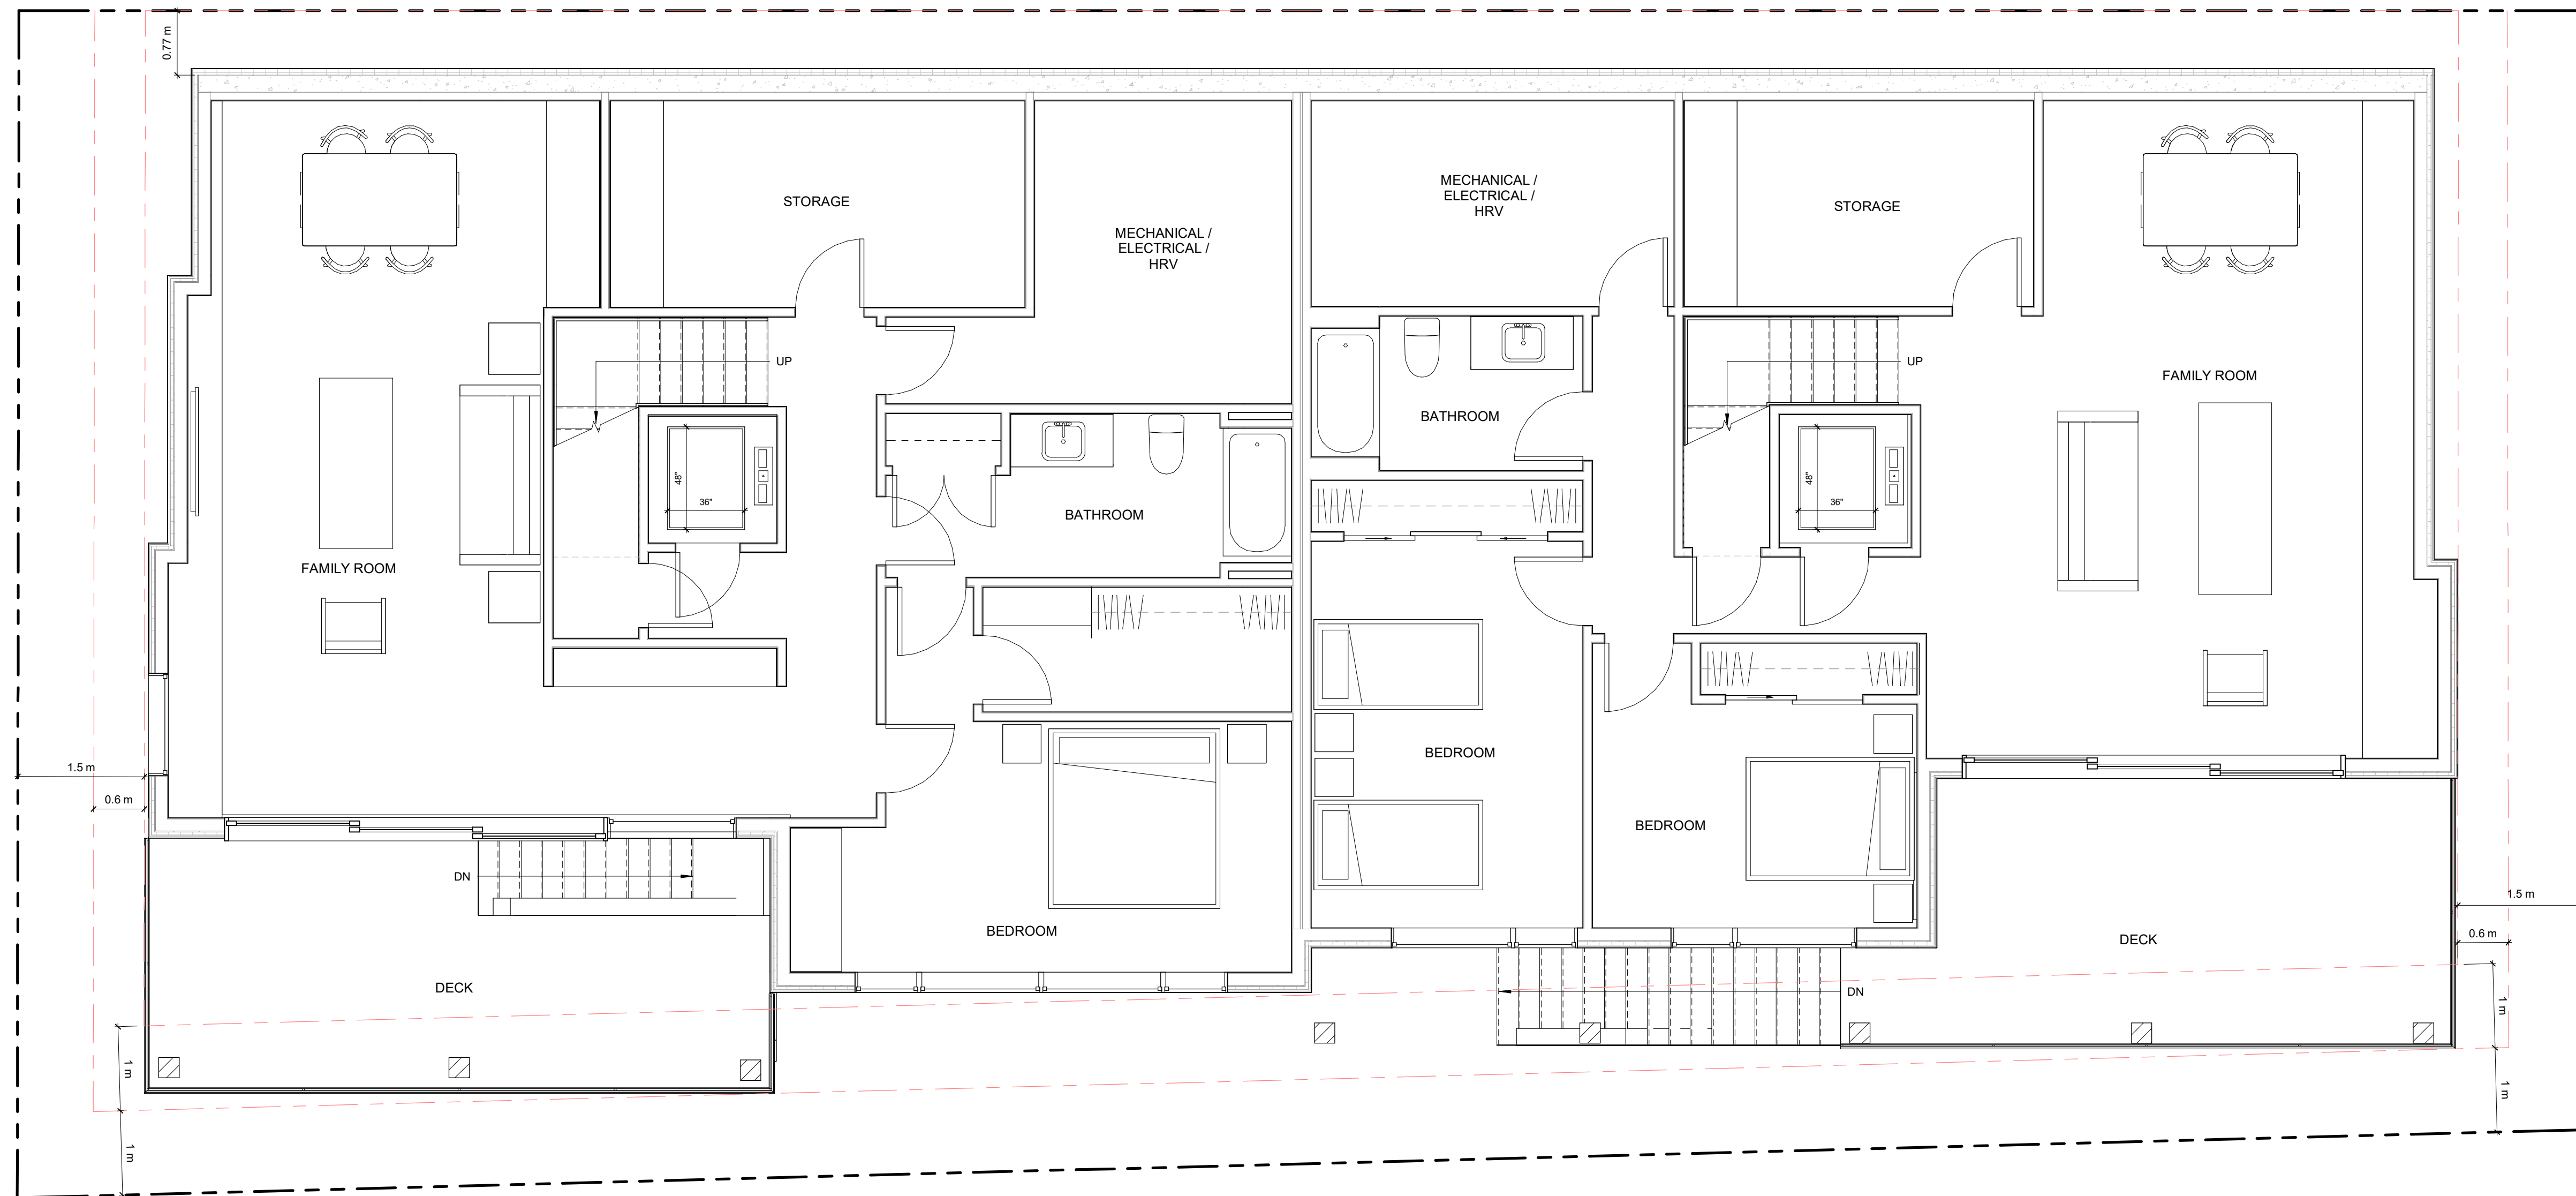 0.77 m
STORAGE
MECHANICAL /
ELECTRICAL /
HRV
MECHANICAL /
ELECTRICAL /
HRV
STORAGE
UP
UP
FAMILY ROOM
BATHROOM
48"
36"
48"
36"
BATHROOM
FAMILY ROOM
BEDROOM
1.5 m
0.6 m
BEDROOM
DN
1.5 m
BEDROOM
0.6 m
DECK
DECK
DN
1 m
1 m
1 m
1 m